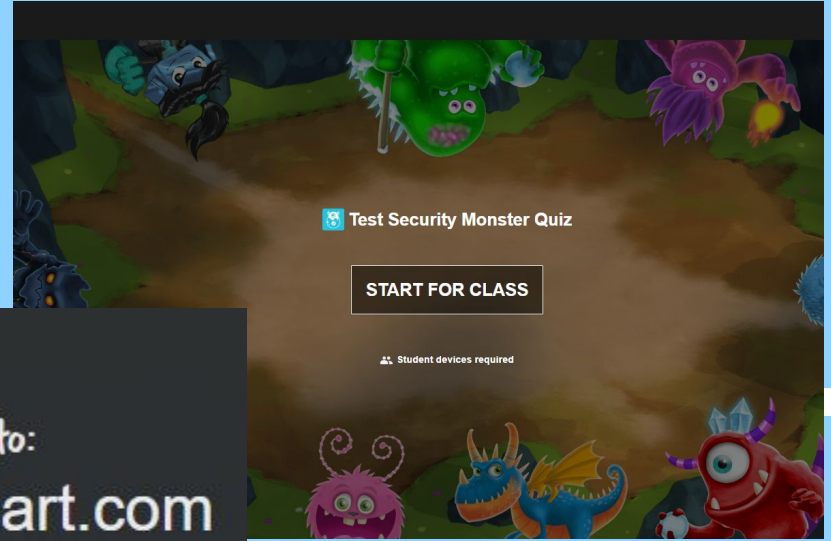 Test Security Monster Quiz
START FOR CLASS
Student devices required
to:
art.com